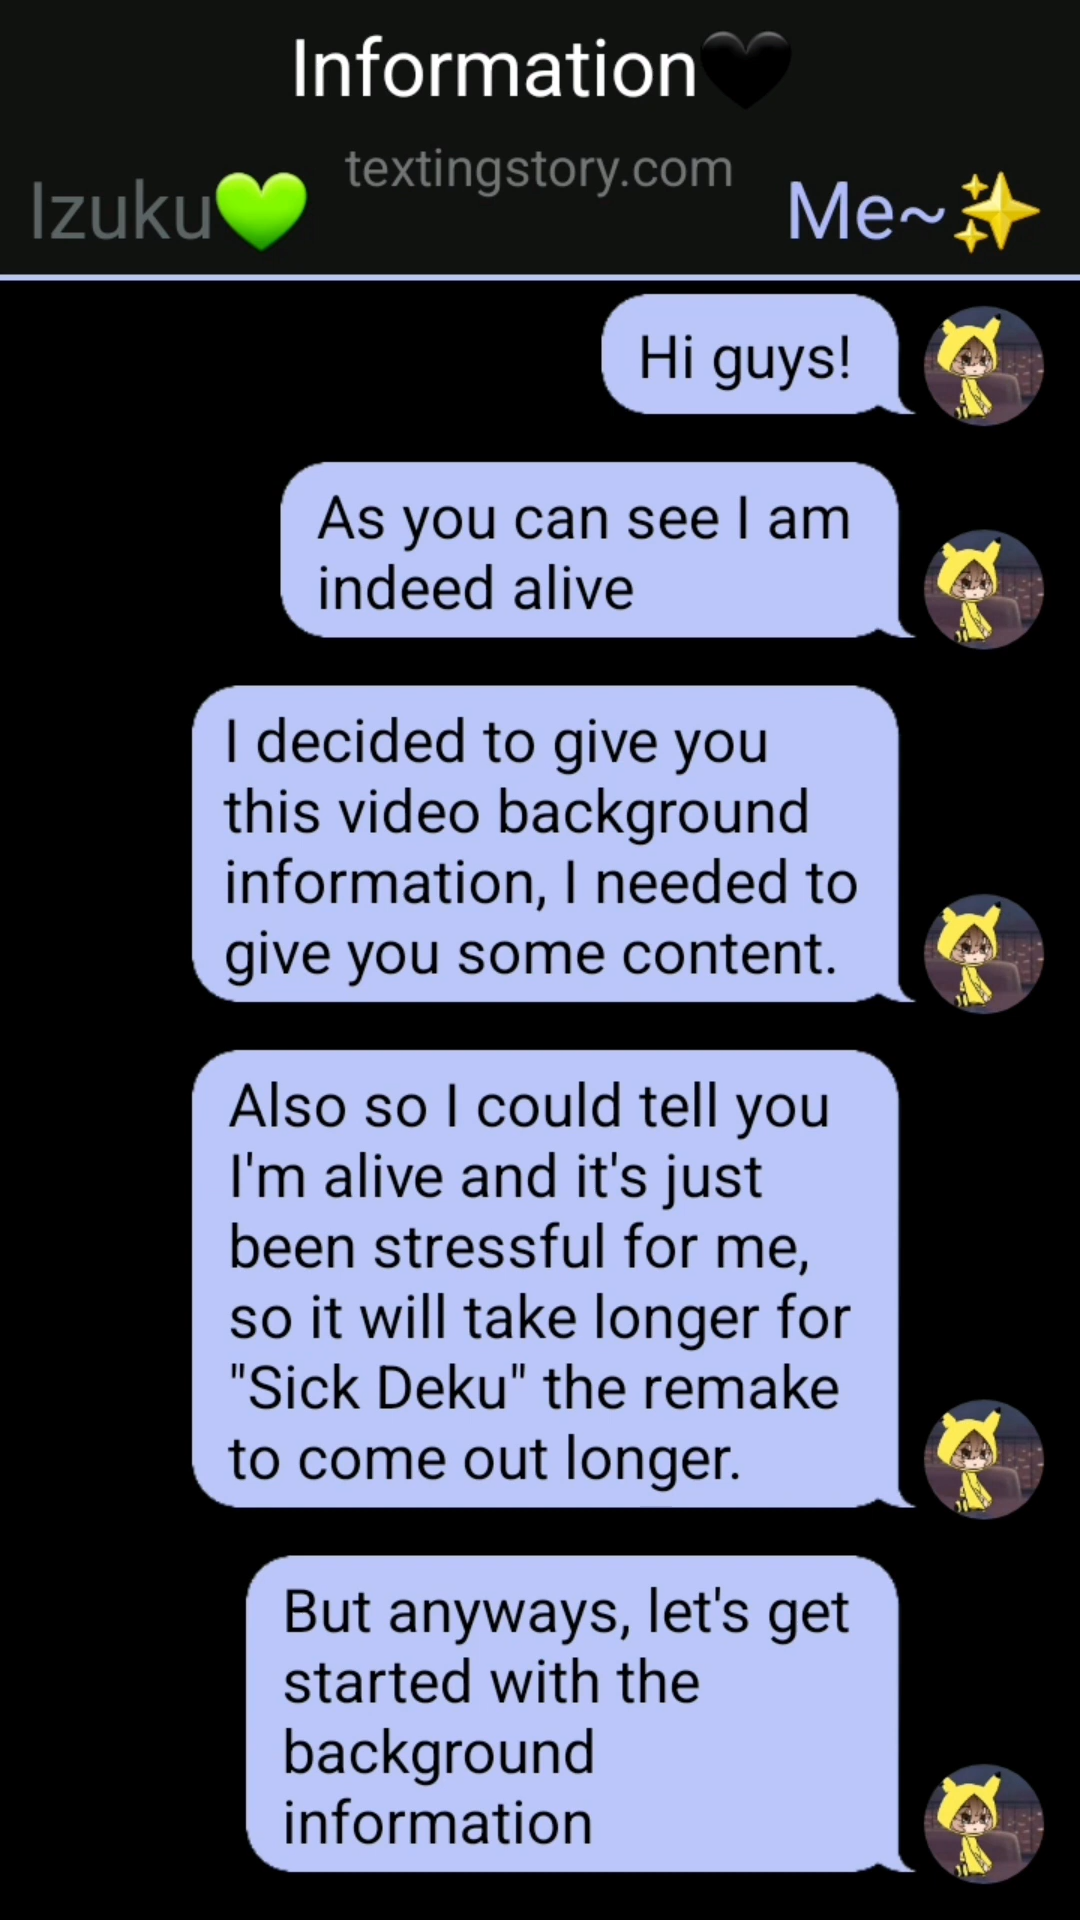 Information🖤
textingstory.com
Izuku💚
Me~✨
Hi guys!
As you can see I am
indeed alive
I decided to give you
this video background
information, I needed to
give you some content.
Also so I could tell you
I'm alive and it's just
been stressful for me,
so it will take longer for
"Sick Deku" the remake
to come out longer.
But anyways, let's get
started with the
background
information